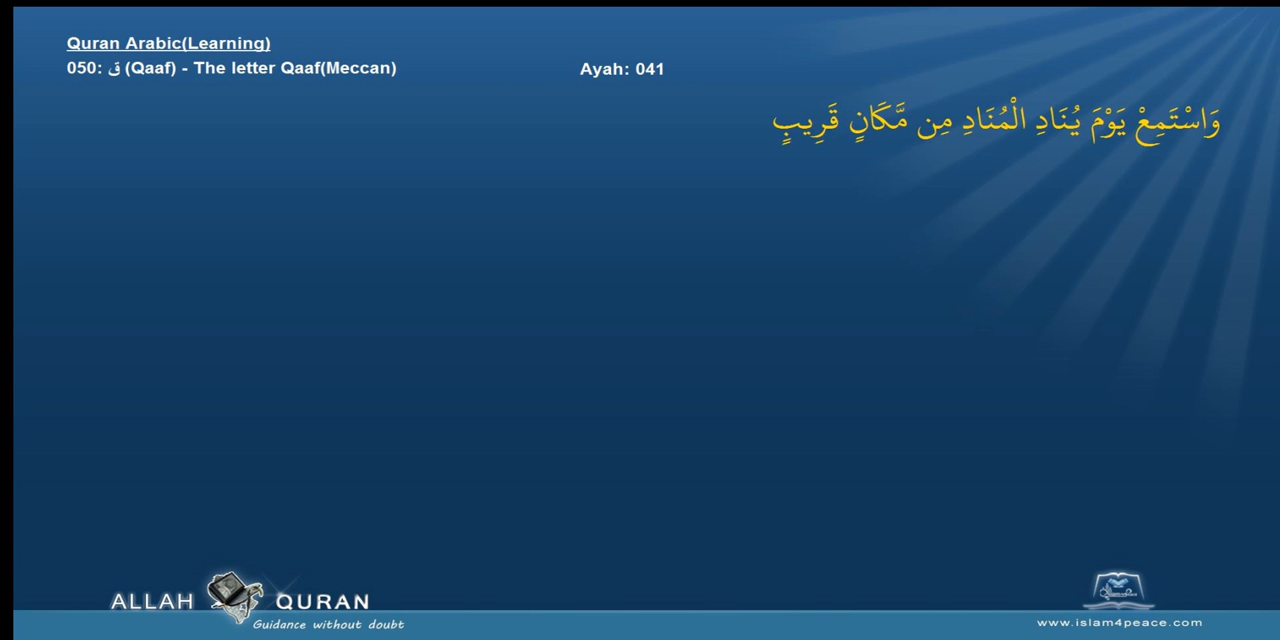 Quran Arabic(Learning)
050: ق (Qaaf) - The letter Qaaf(Meccan)
Ayah: 041
وَاسْتَمِعْ يَوْمَ يُنَادِ الْمُنَادِ مِن مَّكَانٍ قَرِيبٍ
ALLAH QURAN
Guidance without doubt
www.islam4peace.com